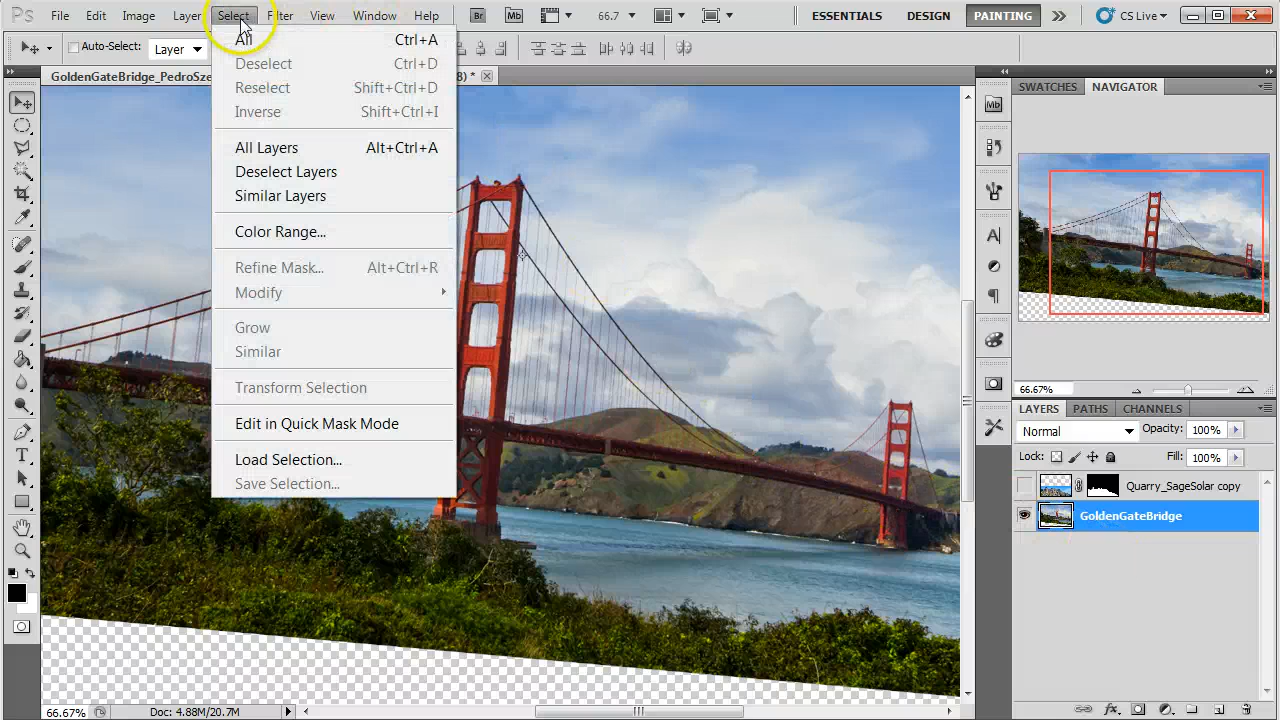 Ps File Edit Image Layer Select Filter View Window Help Br Mb 66.7 ESSENTIALS DESIGN PAINTING CS Live
Auto-Select: Layer
GoldenGateBridge_PedroSze 8) *
All Ctrl+A
Deselect Ctrl+D
Reselect Shift+Ctrl+D
Inverse Shift+Ctrl+I
All Layers Alt+Ctrl+A
Deselect Layers
Similar Layers
Color Range...
Refine Mask... Alt+Ctrl+R
Modify
Grow
Similar
Transform Selection
Edit in Quick Mask Mode
Load Selection...
Save Selection...
SWATCHES NAVIGATOR
Mb
66.67%
LAYERS PATHS CHANNELS
Normal Opacity: 100%
Lock: Fill: 100%
Quarry_SageSolar copy
GoldenGateBridge
fx
66.67% Doc: 4.88M/20.7M